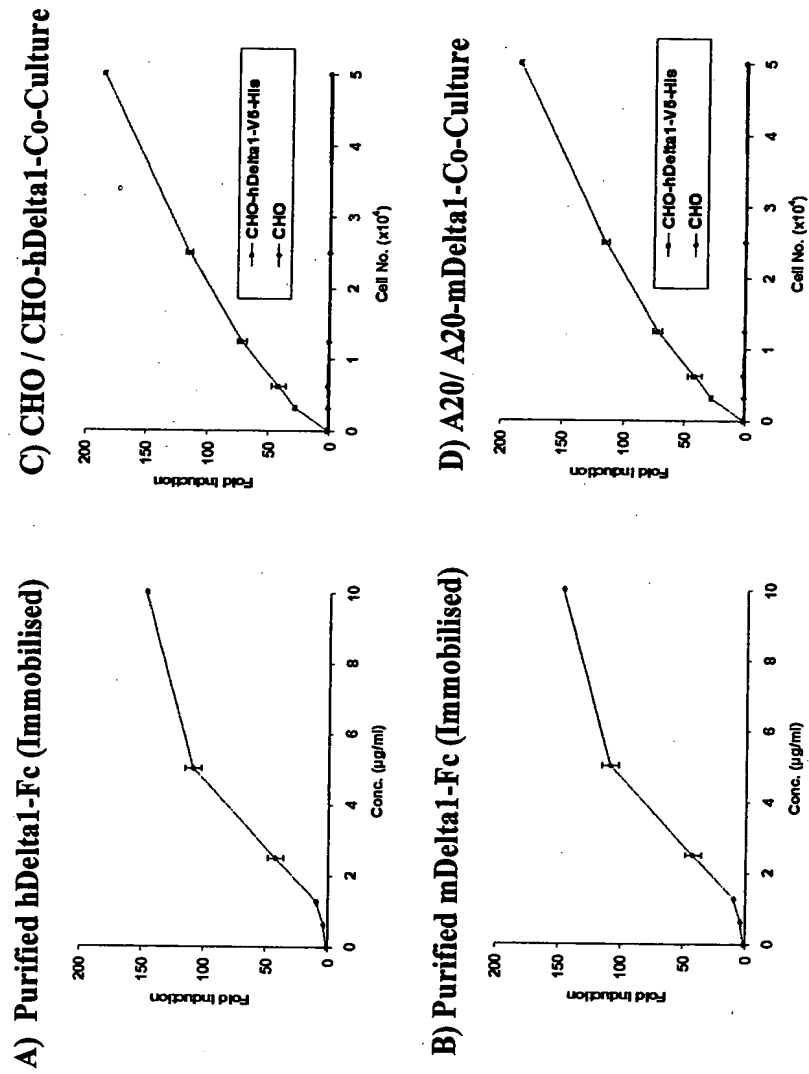 A) Purified hDelta1-Fc (Immobilised)
200
150
100
50
0
Fold Induction
0 2 4 6 8 10
Conc. (µg/ml)
C) CHO / CHO-hDelta1-Co-Culture
200
150
100
50
0
Fold Induction
CHO-hDelta1-V5-His
CHO
0 1 2 3 4 5
Cell No. (x10⁴)
B) Purified mDelta1-Fc (Immobilised)
200
150
100
50
0
Fold Induction
0 2 4 6 8 10
Conc. (µg/ml)
D) A20/ A20-mDelta1-Co-Culture
200
150
100
50
0
Fold Induction
CHO-hDelta1-V5-His
CHO
0 1 2 3 4 5
Cell No. (x10⁴)